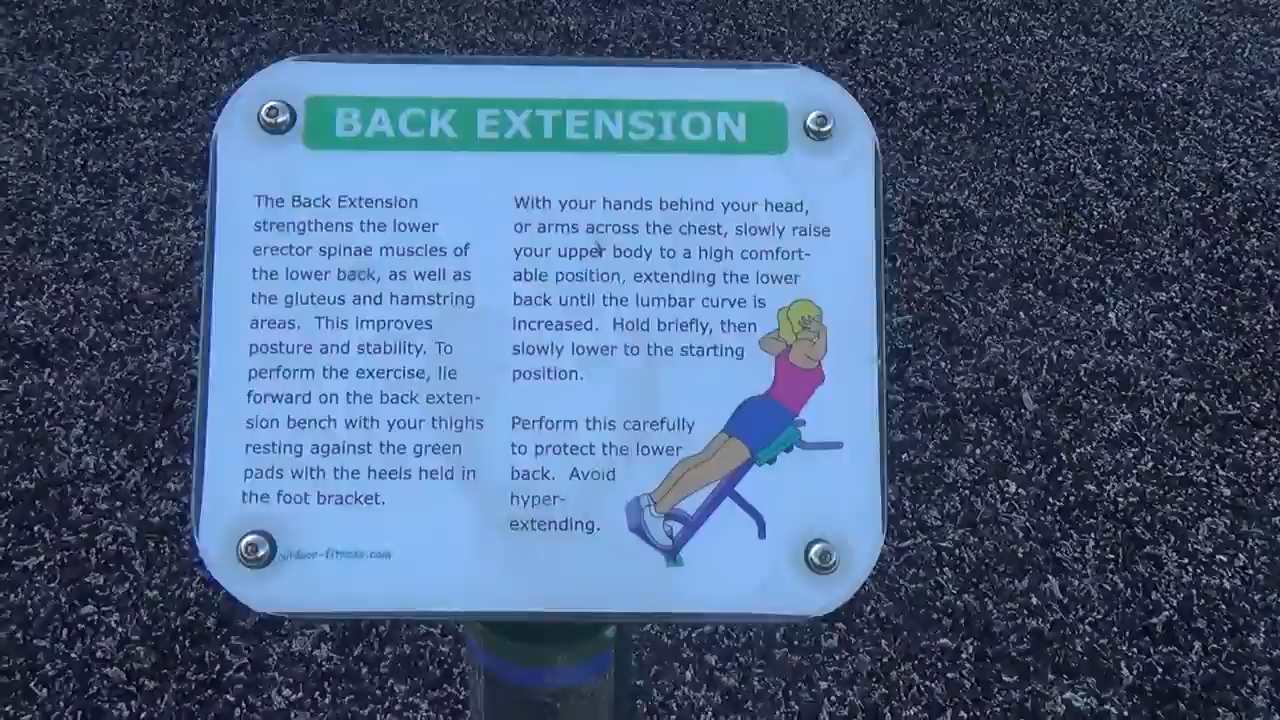 BACK EXTENSION
The Back Extension
strengthens the lower
erector spinae muscles of
the lower back, as well as
the gluteus and hamstring
areas.  This improves
posture and stability. To
perform the exercise, lie
forward on the back exten-
sion bench with your thighs
resting against the green
pads with the heels held in
the foot bracket.
With your hands behind your head,
or arms across the chest, slowly raise
your upper body to a high comfort-
able position, extending the lower
back until the lumbar curve is
increased.  Hold briefly, then
slowly lower to the starting
position.
Perform this carefully
to protect the lower
back.  Avoid
hyper-
extending.